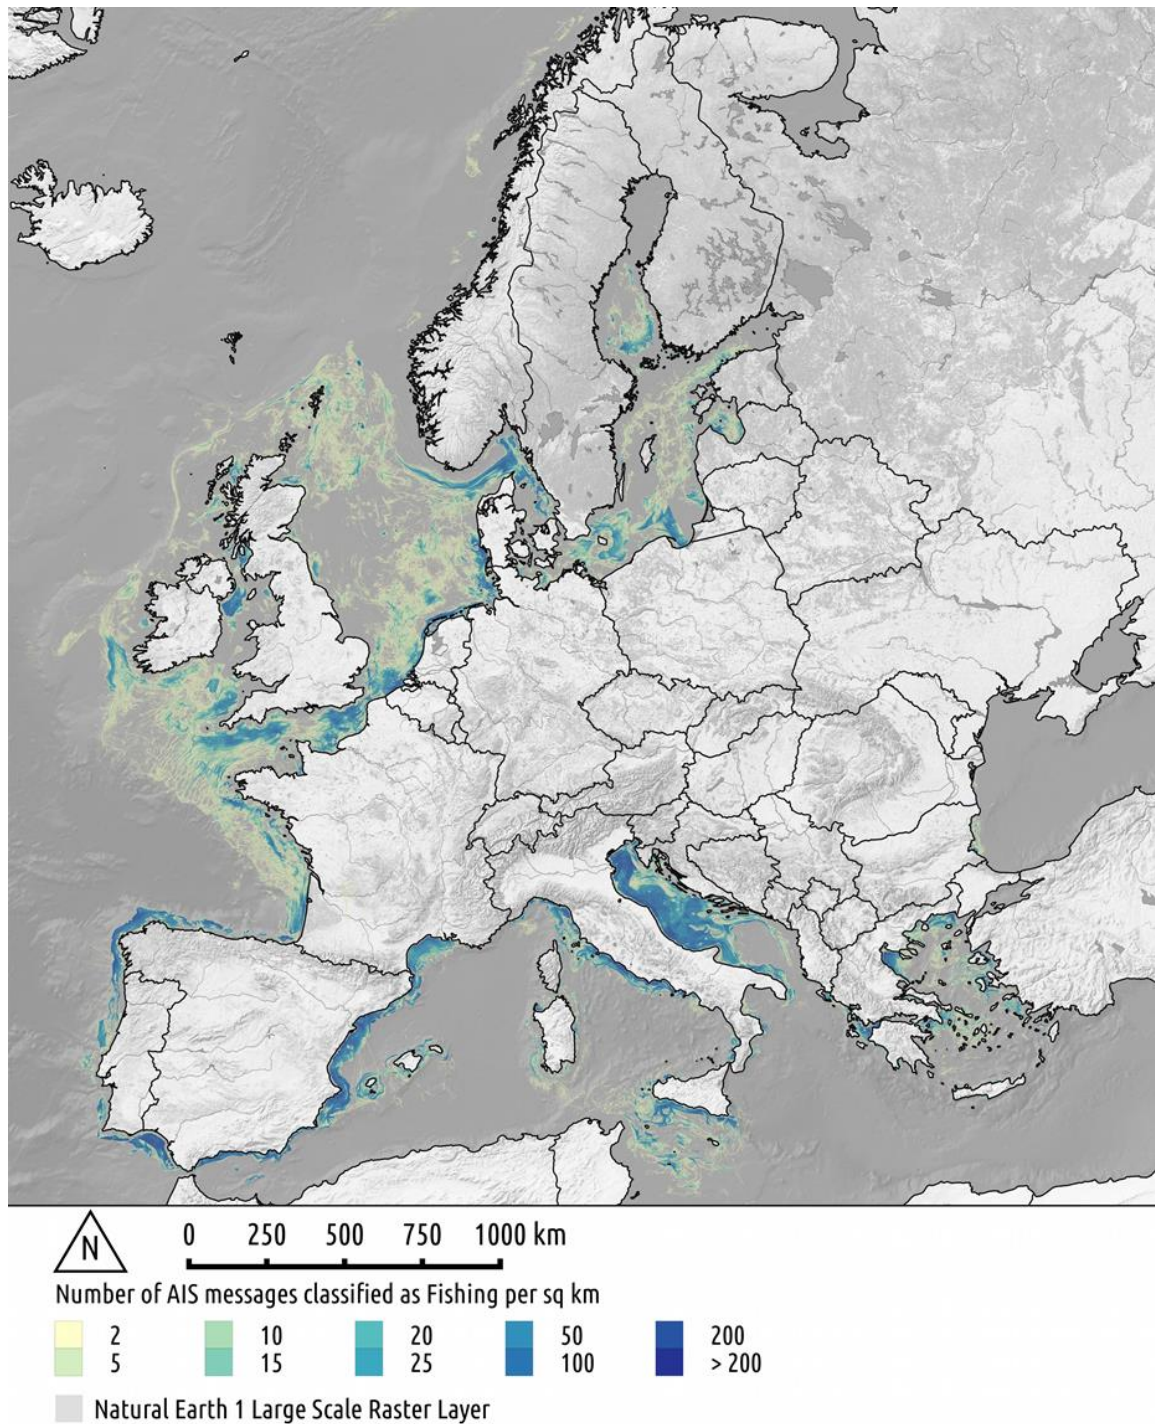 N
0 250 500 750 1000 km
Number of AIS messages classified as Fishing per sq km
2 10 20 50 200
5 15 25 100 > 200
Natural Earth 1 Large Scale Raster Layer